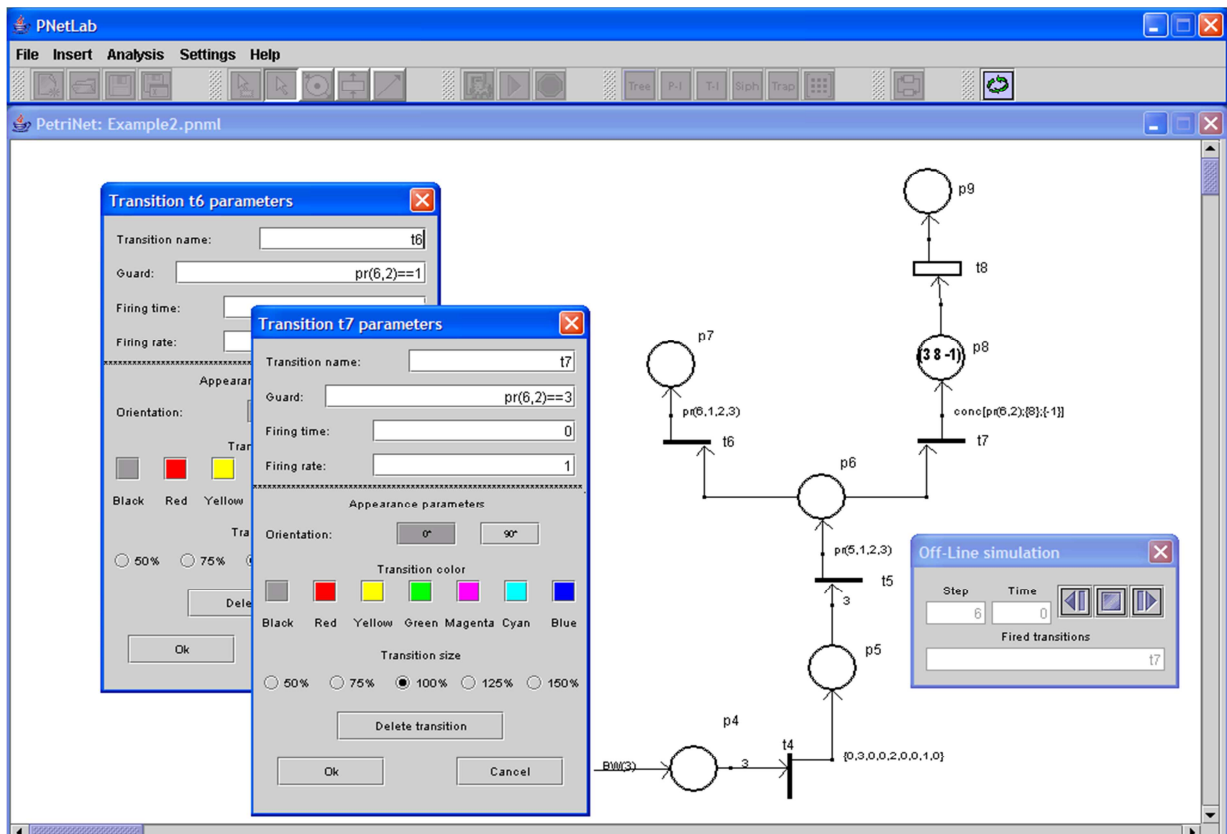 PNetLab
File Insert Analysis Settings Help
Tree P-I T-I Siph Trap
PetriNet: Example2.pnml
Transition t6 parameters
Transition name: t6
Guard: pr(6,2)==1
Firing time:
Firing rate:
Appearan
Orientation:
Tran
Black Red Yellow
Tra
50% 75%
Dele
Ok
Transition t7 parameters
Transition name: t7
Guard: pr(6,2)==3
Firing time: 0
Firing rate: 1
Appearance parameters
Orientation: 0° 90°
Transition color
Black Red Yellow Green Magenta Cyan Blue
Transition size
50% 75% 100% 125% 150%
Delete transition
Ok Cancel
p9
t8
p8
(3 8 -1)
p7
pr(6,1,2,3)
conc[pr(6,2);{8};{-1}]
t6
t7
p6
pr(5,1,2,3)
t5
3
p5
p4
t4
BW(3)
3
{0,3,0,0,2,0,0,1,0}
Off-Line simulation
Step Time
6 0
Fired transitions
t7